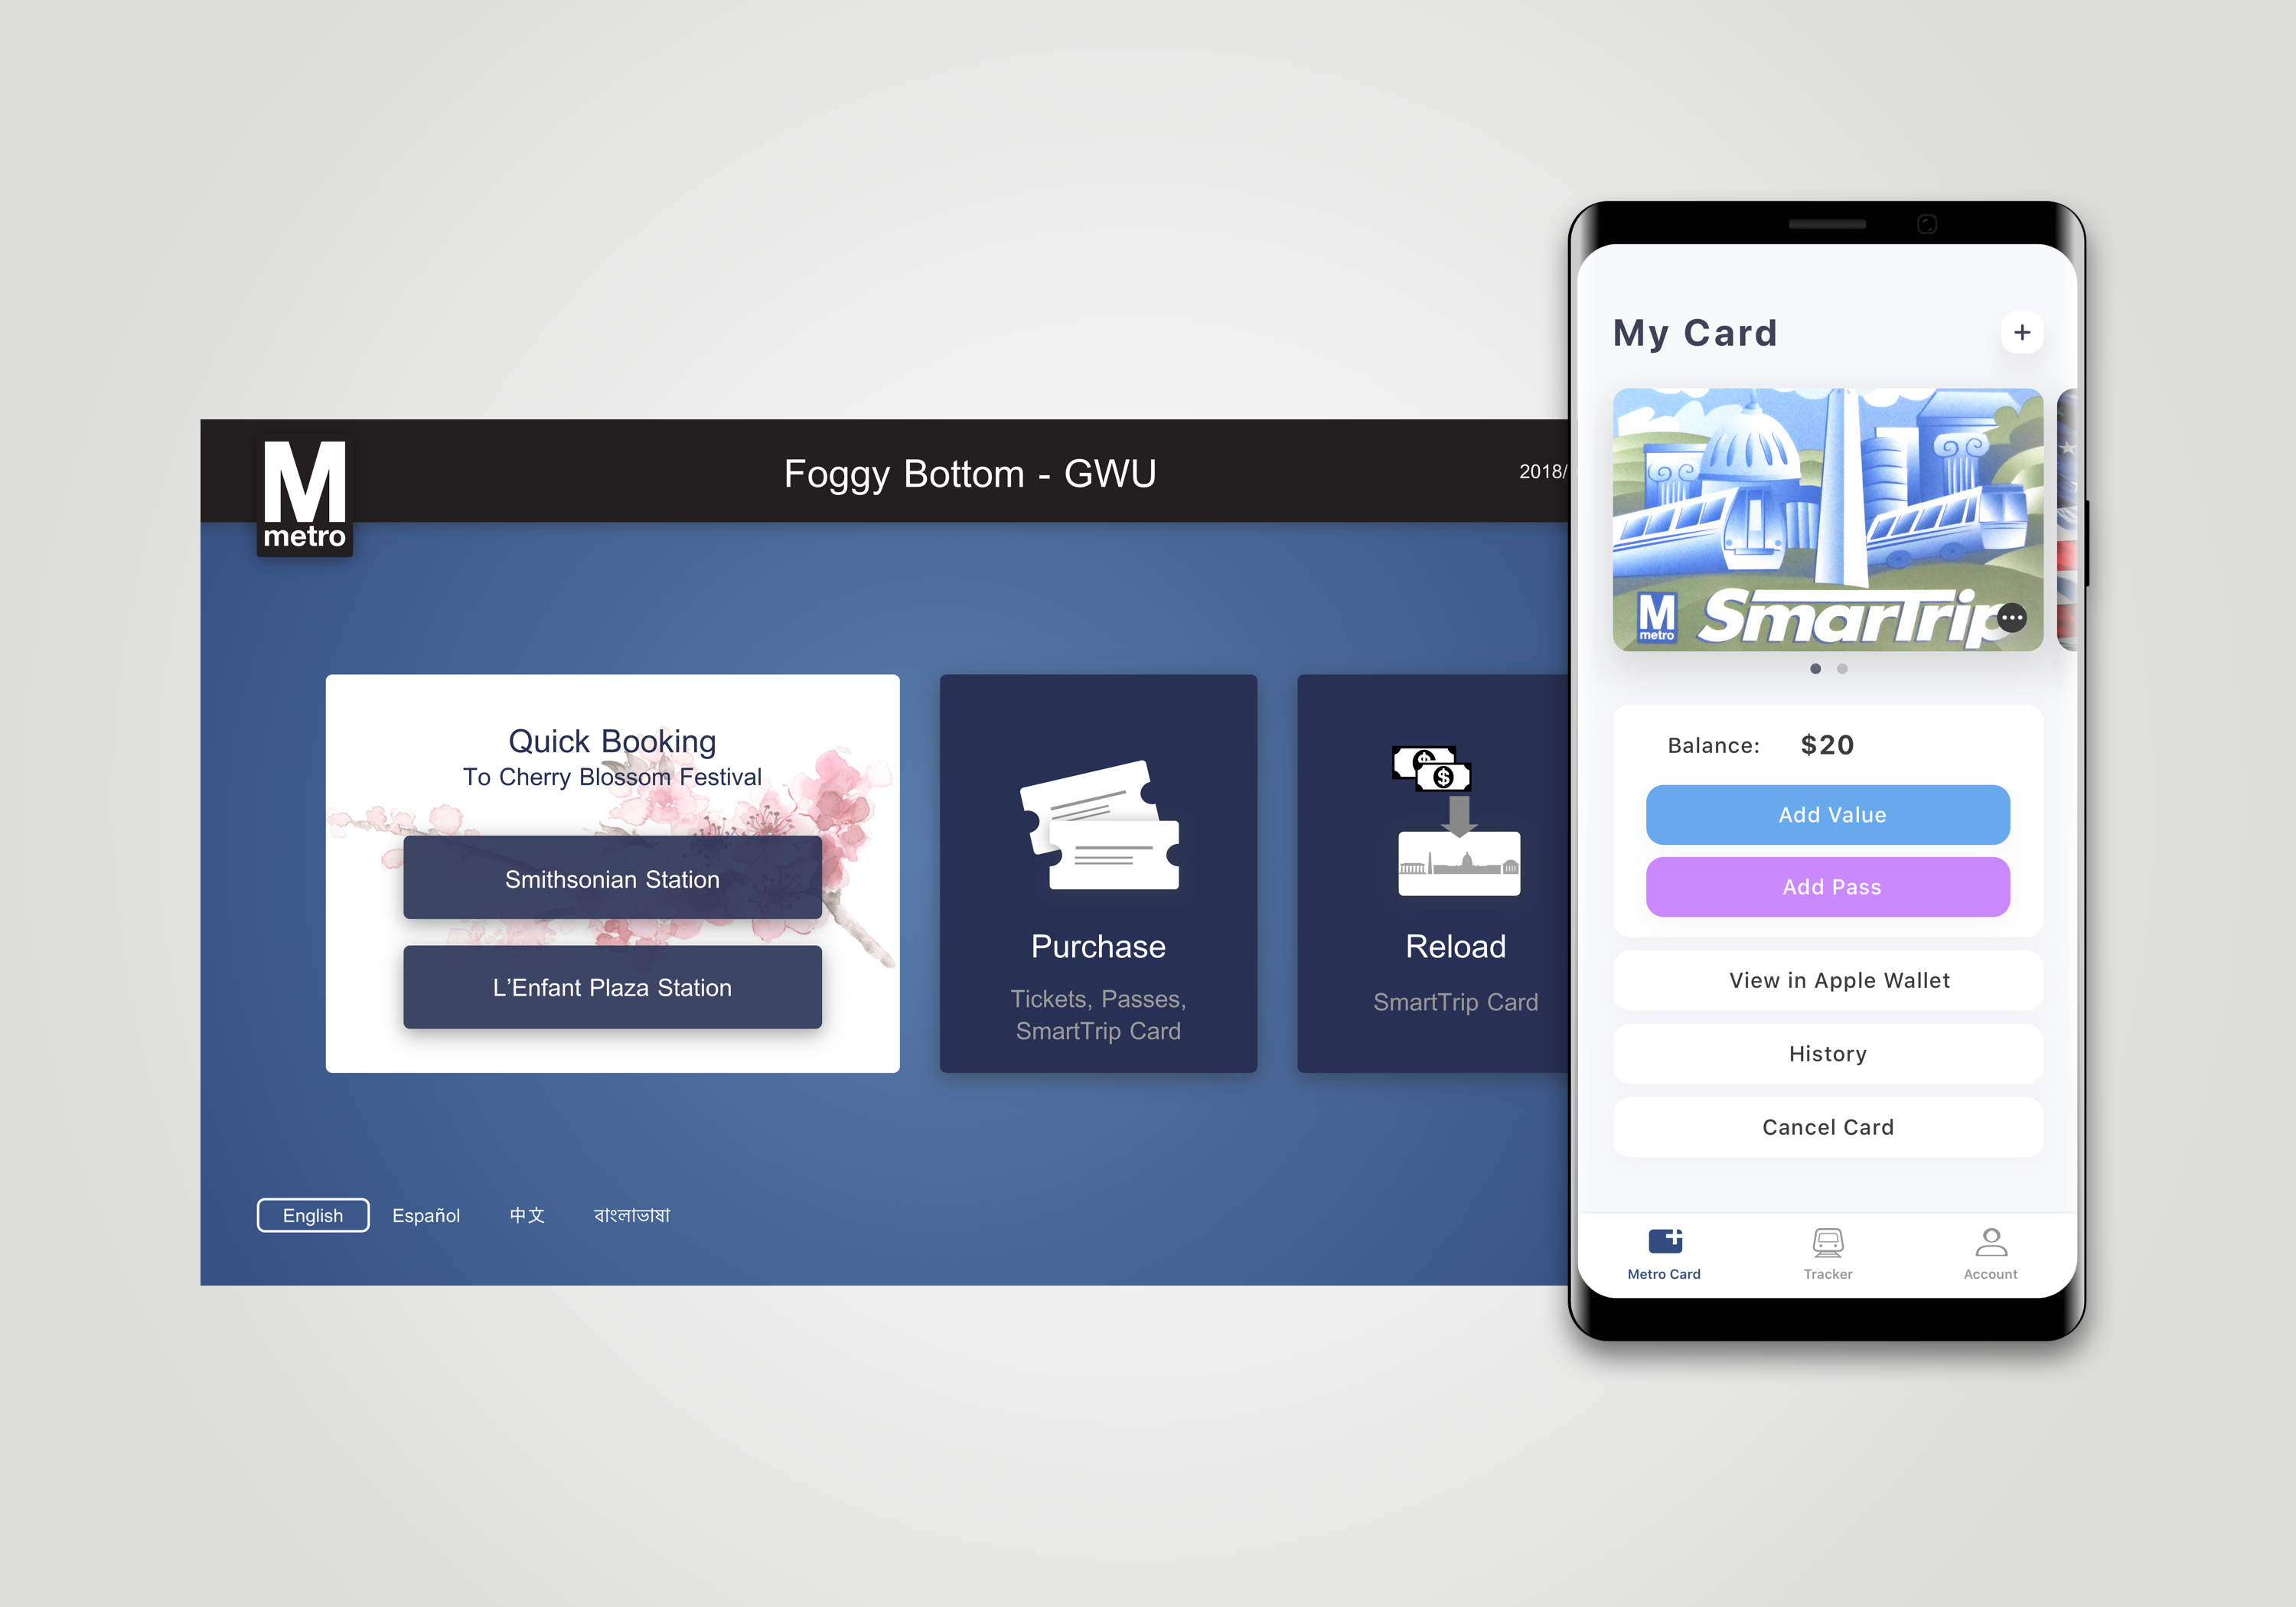 M
metro
Foggy Bottom - GWU
2018/
Quick Booking
To Cherry Blossom Festival
Smithsonian Station
L’Enfant Plaza Station
Purchase
Tickets, Passes,
SmartTrip Card
Reload
SmartTrip Card
English
Español
中文
বাংলাভাষা
My Card
+
M
metro
SmarTrip
Balance: $20
Add Value
Add Pass
View in Apple Wallet
History
Cancel Card
Metro Card
Tracker
Account